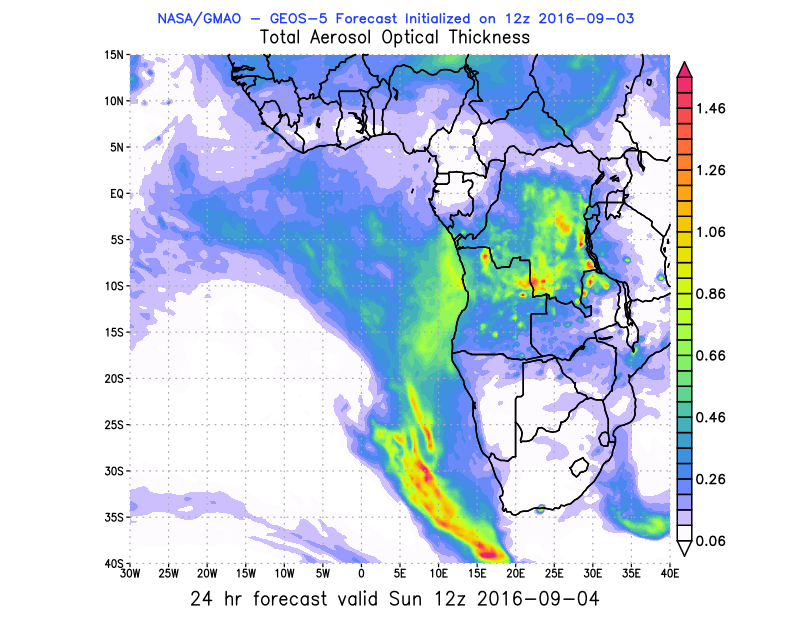 NASA/GMAO - GEOS-5 Forecast Initialized on 12z 2016-09-03
Total Aerosol Optical Thickness
15N
10N
5N
EQ
5S
10S
15S
20S
25S
30S
35S
40S
30W 25W 20W 15W 10W 5W 0 5E 10E 15E 20E 25E 30E 35E 40E
1.46
1.26
1.06
0.86
0.66
0.46
0.26
0.06
24 hr forecast valid Sun 12z 2016-09-04